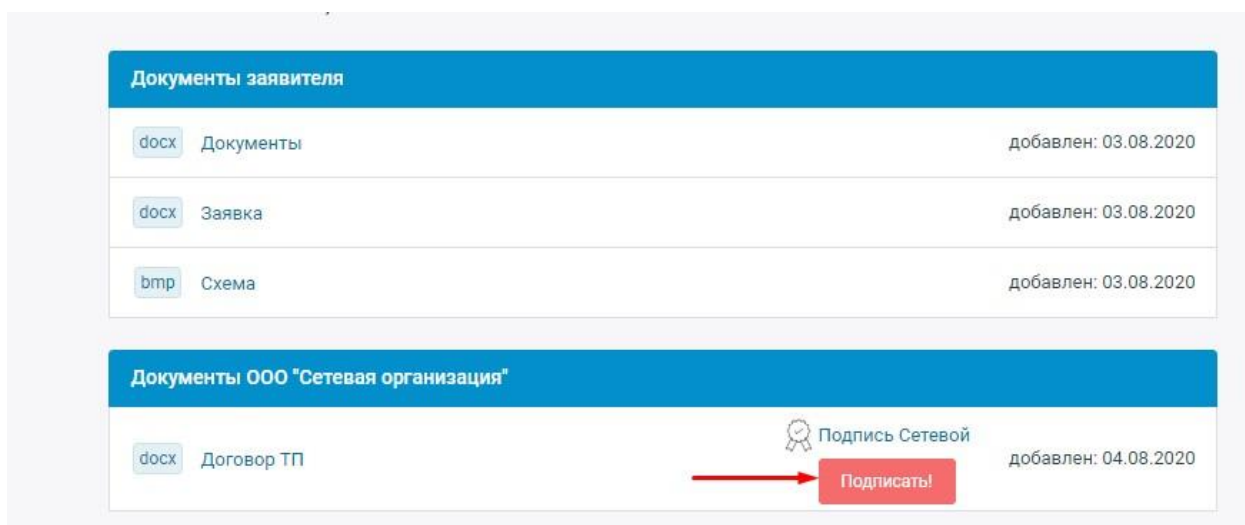 Документы заявителя
docx Документы добавлен: 03.08.2020
docx Заявка добавлен: 03.08.2020
bmp Схема добавлен: 03.08.2020
Документы ООО "Сетевая организация"
docx Договор ТП Подпись Сетевой добавлен: 04.08.2020
Подписать!